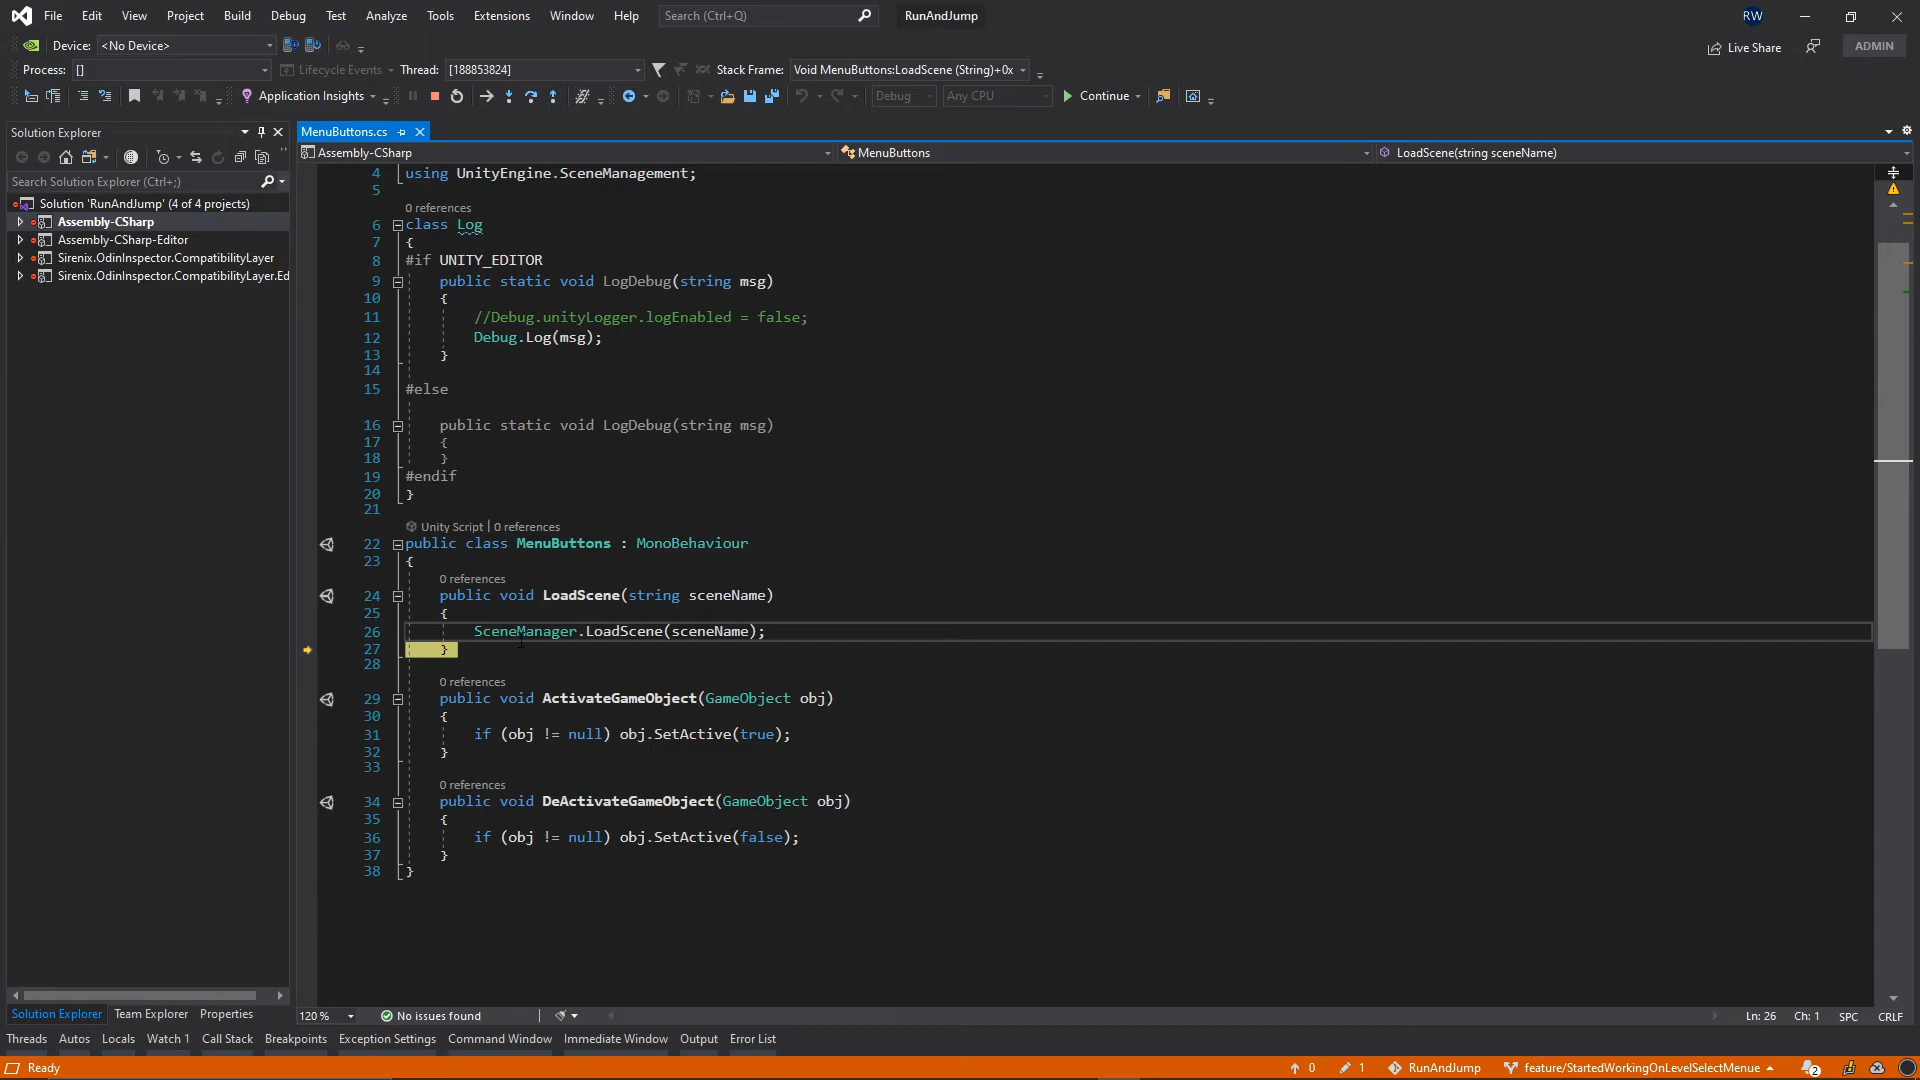 File Edit View Project Build Debug Test Analyze Tools Extensions Window Help Search (Ctrl+Q) RunAndJump RW
Device: <No Device> Live Share ADMIN
Process: [] Lifecycle Events Thread: [188853824] Stack Frame: Void MenuButtons:LoadScene (String)+0x
Application Insights Debug Any CPU Continue
Solution Explorer
Search Solution Explorer (Ctrl+;)
Solution 'RunAndJump' (4 of 4 projects)
Assembly-CSharp
Assembly-CSharp-Editor
Sirenix.OdinInspector.CompatibilityLayer
Sirenix.OdinInspector.CompatibilityLayer.Ed
MenuButtons.cs
Assembly-CSharp MenuButtons LoadScene(string sceneName)
4 using UnityEngine.SceneManagement;
5
0 references
6 class Log
7 {
8 #if UNITY_EDITOR
9 public static void LogDebug(string msg)
10 {
11 //Debug.unityLogger.logEnabled = false;
12 Debug.Log(msg);
13 }
14
15 #else
16 public static void LogDebug(string msg)
17 {
18 }
19 #endif
20 }
21
Unity Script | 0 references
22 public class MenuButtons : MonoBehaviour
23 {
0 references
24 public void LoadScene(string sceneName)
25 {
26 SceneManager.LoadScene(sceneName);
27 }
28
0 references
29 public void ActivateGameObject(GameObject obj)
30 {
31 if (obj != null) obj.SetActive(true);
32 }
33
0 references
34 public void DeActivateGameObject(GameObject obj)
35 {
36 if (obj != null) obj.SetActive(false);
37 }
38 }
Solution Explorer Team Explorer Properties
120 % No issues found Ln: 26 Ch: 1 SPC CRLF
Threads Autos Locals Watch 1 Call Stack Breakpoints Exception Settings Command Window Immediate Window Output Error List
Ready 0 1 RunAndJump feature/StartedWorkingOnLevelSelectMenue 2